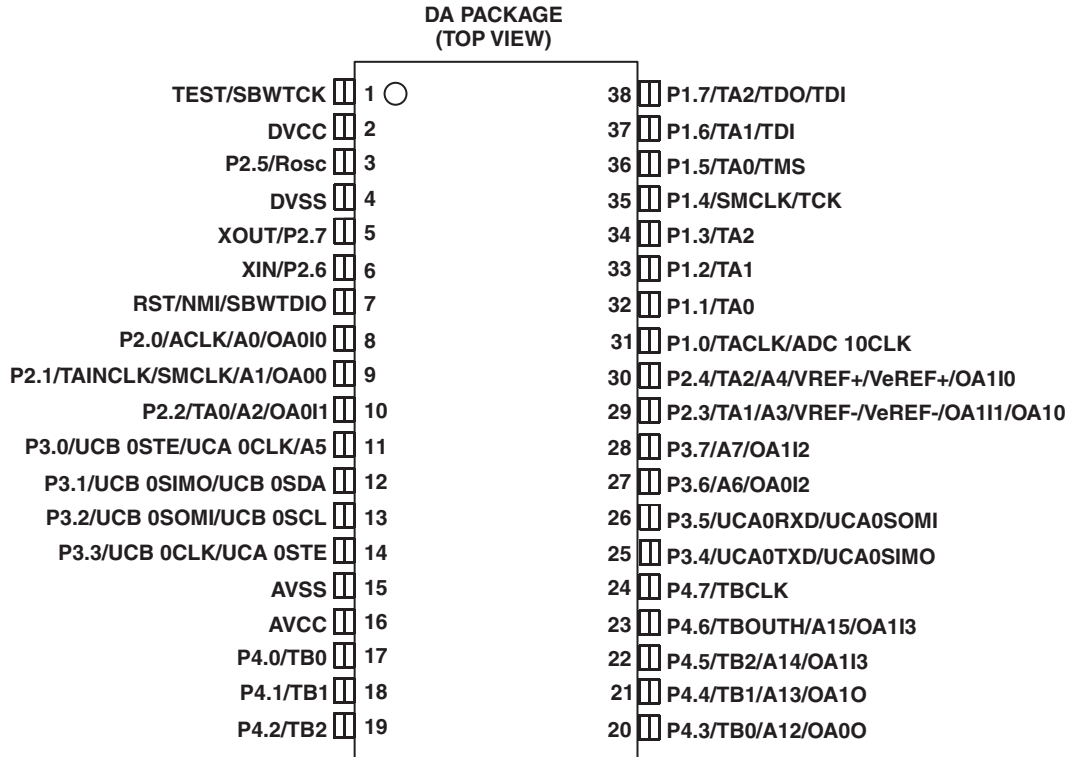 DA PACKAGE
(TOP VIEW)
TEST/SBWTCK 1 38 P1.7/TA2/TDO/TDI
DVCC 2 37 P1.6/TA1/TDI
P2.5/Rosc 3 36 P1.5/TA0/TMS
DVSS 4 35 P1.4/SMCLK/TCK
XOUT/P2.7 5 34 P1.3/TA2
XIN/P2.6 6 33 P1.2/TA1
RST/NMI/SBWTDIO 7 32 P1.1/TA0
P2.0/ACLK/A0/OA0I0 8 31 P1.0/TACLK/ADC 10CLK
P2.1/TAINCLK/SMCLK/A1/OA00 9 30 P2.4/TA2/A4/VREF+/VeREF+/OA1I0
P2.2/TA0/A2/OA0I1 10 29 P2.3/TA1/A3/VREF-/VeREF-/OA1I1/OA10
P3.0/UCB 0STE/UCA 0CLK/A5 11 28 P3.7/A7/OA1I2
P3.1/UCB 0SIMO/UCB 0SDA 12 27 P3.6/A6/OA0I2
P3.2/UCB 0SOMI/UCB 0SCL 13 26 P3.5/UCA0RXD/UCA0SOMI
P3.3/UCB 0CLK/UCA 0STE 14 25 P3.4/UCA0TXD/UCA0SIMO
AVSS 15 24 P4.7/TBCLK
AVCC 16 23 P4.6/TBOUTH/A15/OA1I3
P4.0/TB0 17 22 P4.5/TB2/A14/OA1I3
P4.1/TB1 18 21 P4.4/TB1/A13/OA1O
P4.2/TB2 19 20 P4.3/TB0/A12/OA0O